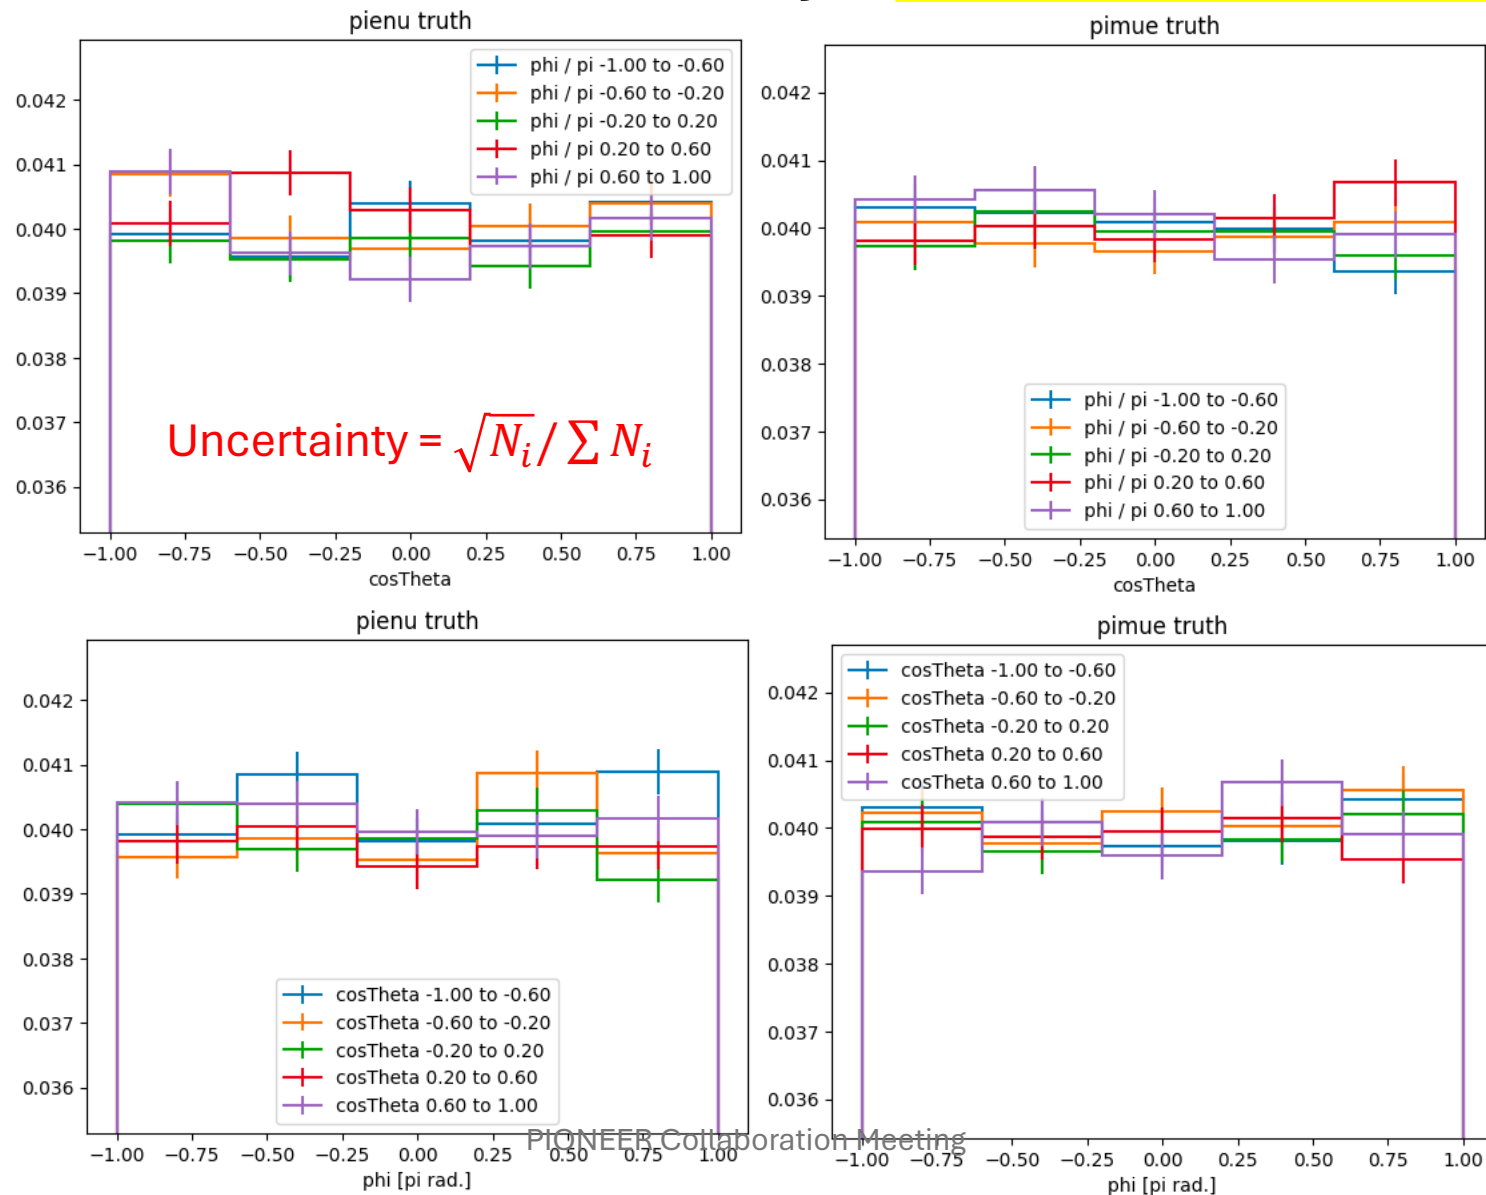 pienu truth
phi / pi -1.00 to -0.60
phi / pi -0.60 to -0.20
phi / pi -0.20 to 0.20
phi / pi 0.20 to 0.60
phi / pi 0.60 to 1.00
0.042
0.041
0.040
0.039
0.038
0.037
0.036
Uncertainty = √N_i / ∑ N_i
−1.00 −0.75 −0.50 −0.25 0.00 0.25 0.50 0.75 1.00
cosTheta
pimue truth
0.042
0.041
0.040
0.039
0.038
0.037
0.036
phi / pi -1.00 to -0.60
phi / pi -0.60 to -0.20
phi / pi -0.20 to 0.20
phi / pi 0.20 to 0.60
phi / pi 0.60 to 1.00
−1.00 −0.75 −0.50 −0.25 0.00 0.25 0.50 0.75 1.00
cosTheta
pienu truth
0.042
0.041
0.040
0.039
0.038
0.037
0.036
cosTheta -1.00 to -0.60
cosTheta -0.60 to -0.20
cosTheta -0.20 to 0.20
cosTheta 0.20 to 0.60
cosTheta 0.60 to 1.00
−1.00 −0.75 −0.50 −0.25 0.00 0.25 0.50 0.75 1.00
phi [pi rad.]
pimue truth
cosTheta -1.00 to -0.60
cosTheta -0.60 to -0.20
cosTheta -0.20 to 0.20
cosTheta 0.20 to 0.60
cosTheta 0.60 to 1.00
0.042
0.041
0.040
0.039
0.038
0.037
0.036
−1.00 −0.75 −0.50 −0.25 0.00 0.25 0.50 0.75 1.00
phi [pi rad.]
PIONEER Collaboration Meeting